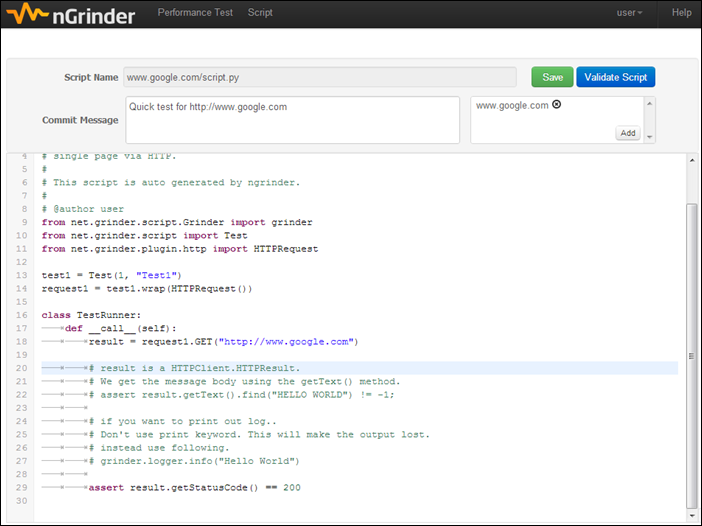 nGrinder Performance Test Script user Help
Script Name www.google.com/script.py Save Validate Script
Commit Message Quick test for http://www.google.com www.google.com
Add
4 # single page via HTTP.
5 #
6 # This script is auto generated by ngrinder.
7 #
8 # @author user
9 from net.grinder.script.Grinder import grinder
10 from net.grinder.script import Test
11 from net.grinder.plugin.http import HTTPRequest
12
13 test1 = Test(1, "Test1")
14 request1 = test1.wrap(HTTPRequest())
15
16 class TestRunner:
17 def __call__(self):
18 result = request1.GET("http://www.google.com")
19
20 # result is a HTTPClient.HTTPResult.
21 # We get the message body using the getText() method.
22 # assert result.getText().find("HELLO WORLD") != -1;
23
24 # if you want to print out log..
25 # Don't use print keyword. This will make the output lost.
26 # instead use following.
27 # grinder.logger.info("Hello World")
28
29 assert result.getStatusCode() == 200
30